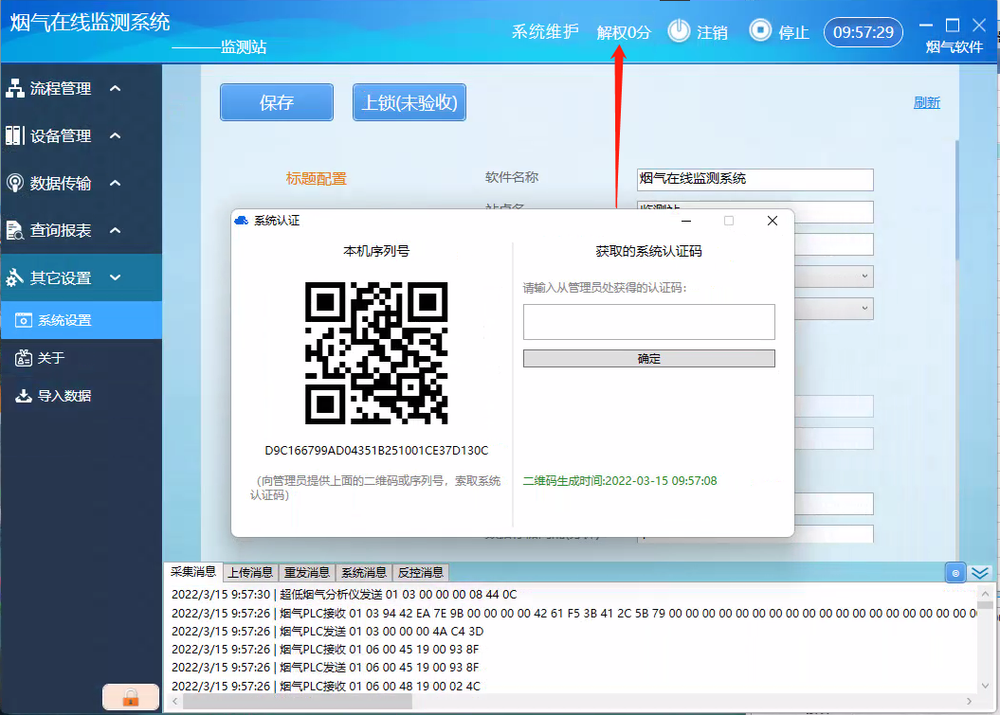 烟气在线监测系统
———监测站
系统维护
解权0分
注销
停止
09:57:29
烟气软件
流程管理
设备管理
数据传输
查询报表
其它设置
系统设置
关于
导入数据
保存
上锁(未验收)
刷新
标题配置
软件名称
烟气在线监测系统
站点名
监测站
系统认证
本机序列号
D9C166799AD04351B251001CE37D130C
（向管理员提供上面的二维码或序列号，索取系统
认证码）
获取的系统认证码
请输入从管理员处获得的认证码：
确定
二维码生成时间:2022-03-15 09:57:08
采集消息
上传消息
重发消息
系统消息
反控消息
2022/3/15 9:57:30 | 超低烟气分析仪发送 01 03 00 00 00 08 44 0C
2022/3/15 9:57:26 | 烟气PLC接收 01 03 94 42 EA 7E 9B 00 00 00 00 42 61 F5 3B 41 2C 5B 79 00 00 00 00 00 00 00 00 00 00 00 00 00 00 00 00 00 00
2022/3/15 9:57:26 | 烟气PLC发送 01 03 00 00 00 4A C4 3D
2022/3/15 9:57:26 | 烟气PLC接收 01 06 00 45 19 00 93 8F
2022/3/15 9:57:26 | 烟气PLC发送 01 06 00 45 19 00 93 8F
2022/3/15 9:57:26 | 烟气PLC接收 01 06 00 48 19 00 02 4C